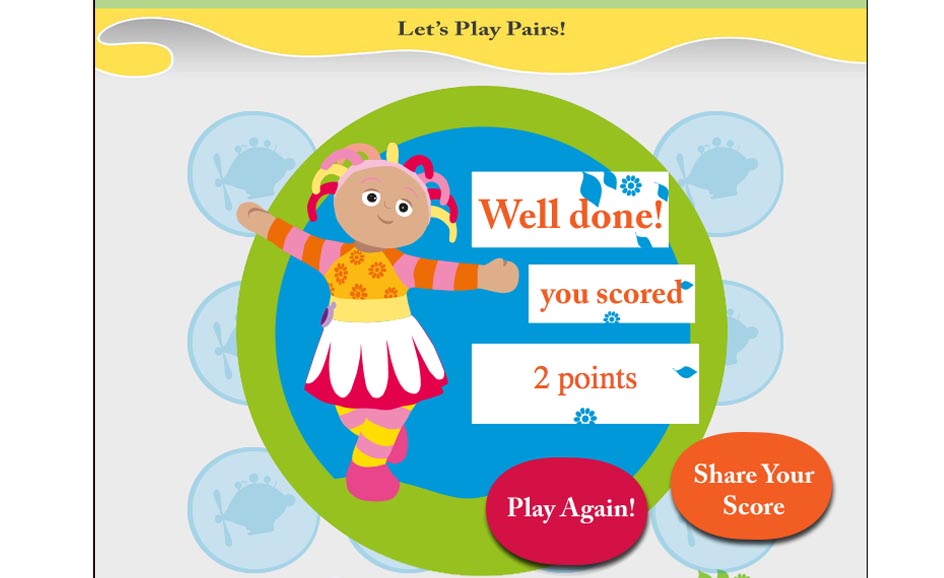 Let's Play Pairs!
Well done!
you scored
2 points
Play Again!
Share Your
Score